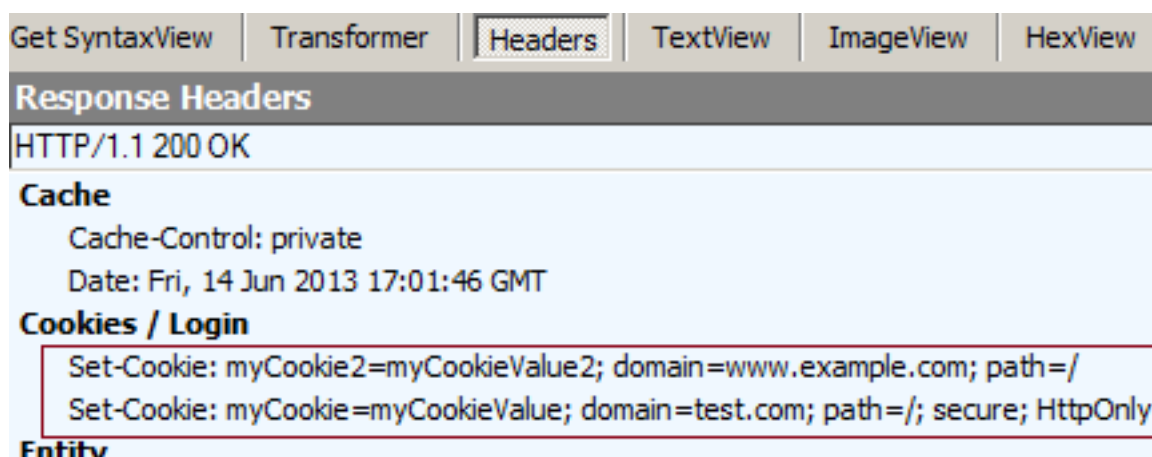 Get SyntaxView Transformer Headers TextView ImageView HexView
Response Headers
HTTP/1.1 200 OK
Cache
Cache-Control: private
Date: Fri, 14 Jun 2013 17:01:46 GMT
Cookies / Login
Set-Cookie: myCookie2=myCookieValue2; domain=www.example.com; path=/
Set-Cookie: myCookie=myCookieValue; domain=test.com; path=/; secure; HttpOnly
Entity